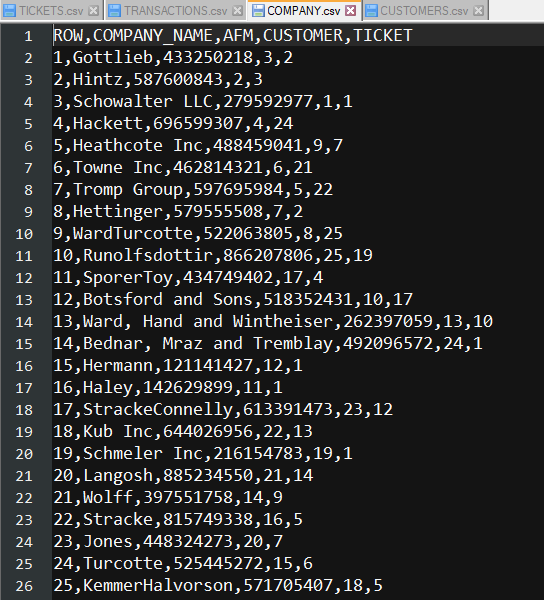 TICKETS.csv TRANSACTIONS.csv COMPANY.csv CUSTOMERS.csv
1 ROW,COMPANY_NAME,AFM,CUSTOMER,TICKET
2 1,Gottlieb,433250218,3,2
3 2,Hintz,587600843,2,3
4 3,Schowalter LLC,279592977,1,1
5 4,Hackett,696599307,4,24
6 5,Heathcote Inc,488459041,9,7
7 6,Towne Inc,462814321,6,21
8 7,Tromp Group,597695984,5,22
9 8,Hettinger,579555508,7,2
10 9,WardTurcotte,522063805,8,25
11 10,Runolfsdottir,866207806,25,19
12 11,SporerToy,434749402,17,4
13 12,Botsford and Sons,518352431,10,17
14 13,Ward, Hand and Wintheiser,262397059,13,10
15 14,Bednar, Mraz and Tremblay,492096572,24,1
16 15,Hermann,121141427,12,1
17 16,Haley,142629899,11,1
18 17,StrackeConnelly,613391473,23,12
19 18,Kub Inc,644026956,22,13
20 19,Schmeler Inc,216154783,19,1
21 20,Langosh,885234550,21,14
22 21,Wolff,397551758,14,9
23 22,Stracke,815749338,16,5
24 23,Jones,448324273,20,7
25 24,Turcotte,525445272,15,6
26 25,KemmerHalvorson,571705407,18,5